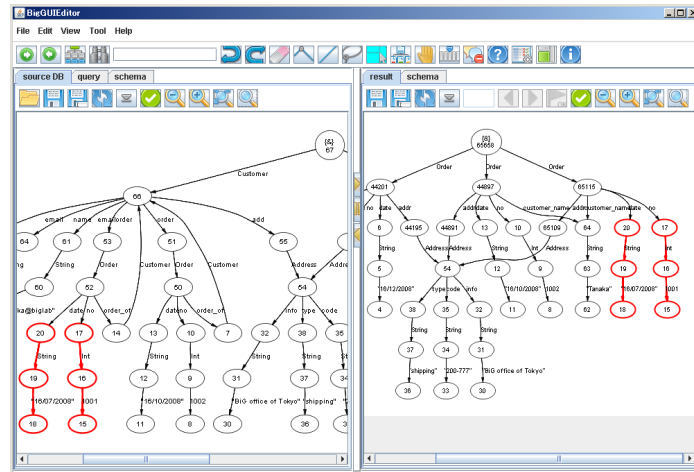 BigGUIEditor
File Edit View Tool Help
source DB query schema
result schema
{&}
67
Customer
66
email name email order order add
64 61 53 51 55
String Order Order Address
60 52 50 54
ka@biglab"
date no order_of Customer date no order_of Customer info type code
20 17 14 13 10 7 32 38 35
String Int String Int String String
19 16 12 9 31 37 34
"16/07/2008" 1001 "16/10/2008" 1002 "BiG office of Tokyo" "shipping"
18 15 11 8 30 36
{&}
65658
Order Order Order
44201 44897 65115
no date addr addr date no customer_name addr customer_name date no
6 44195 44891 13 10 65109 64 20 17
String Address Address String Int Address String String Int
5 54 12 9 63 19 16
"16/12/2008" type code info "16/10/2008" 1002 "Tanaka" "16/07/2008" 1001
4 38 35 32 11 8 62 18 15
String String String
37 34 31
"shipping" "200-777" "BiG office of Tokyo"
36 33 30